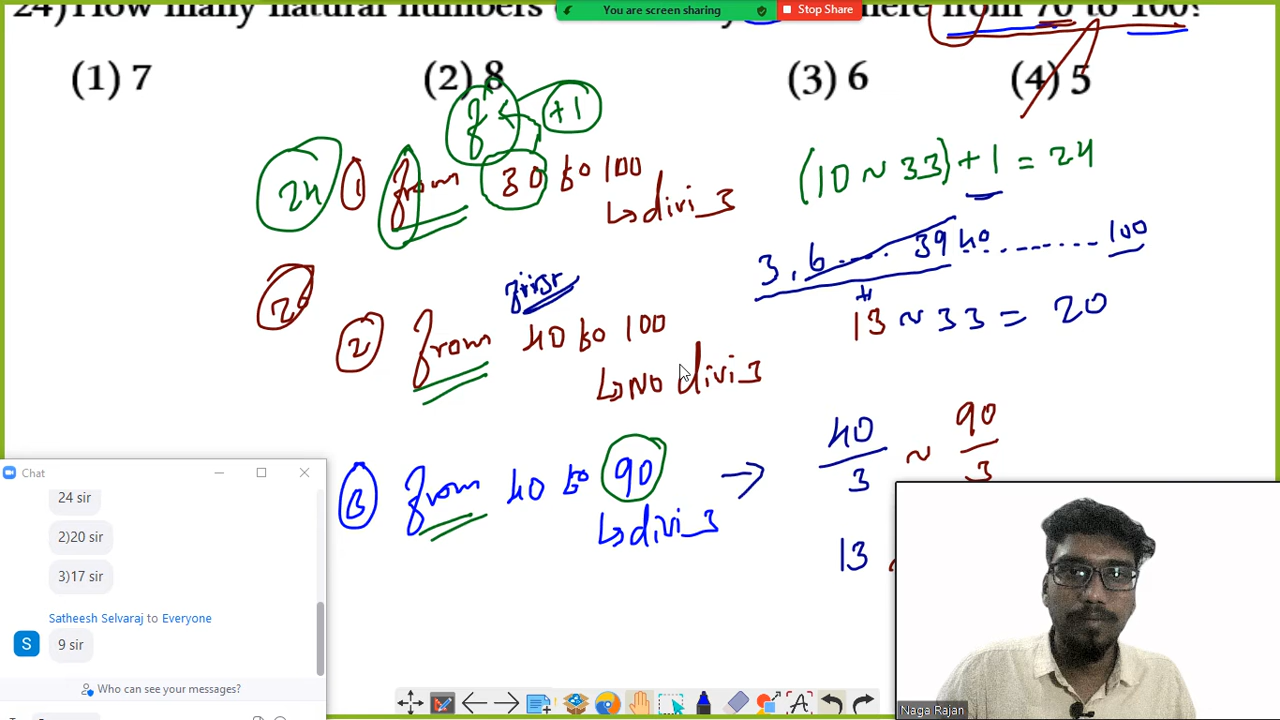 24) How many natural numbers
here from 70 to 100?
You are screen sharing
Stop Share
(1) 7 (2) 8 (3) 6 (4) 5
f +1
24 ① from 30 to 100
↳ divi 3
(10 ~ 33) + 1 = 24
3, 6 .... 39 40 ........ 100
20 first
② from 40 to 100
↳ No divi 3
13 ~ 33 = 20
③ from 40 to 90 → 40/3 ~ 90/3
↳ divi 3
13
Chat
24 sir
2)20 sir
3)17 sir
Satheesh Selvaraj to Everyone
S
9 sir
Who can see your messages?
Naga Rajan